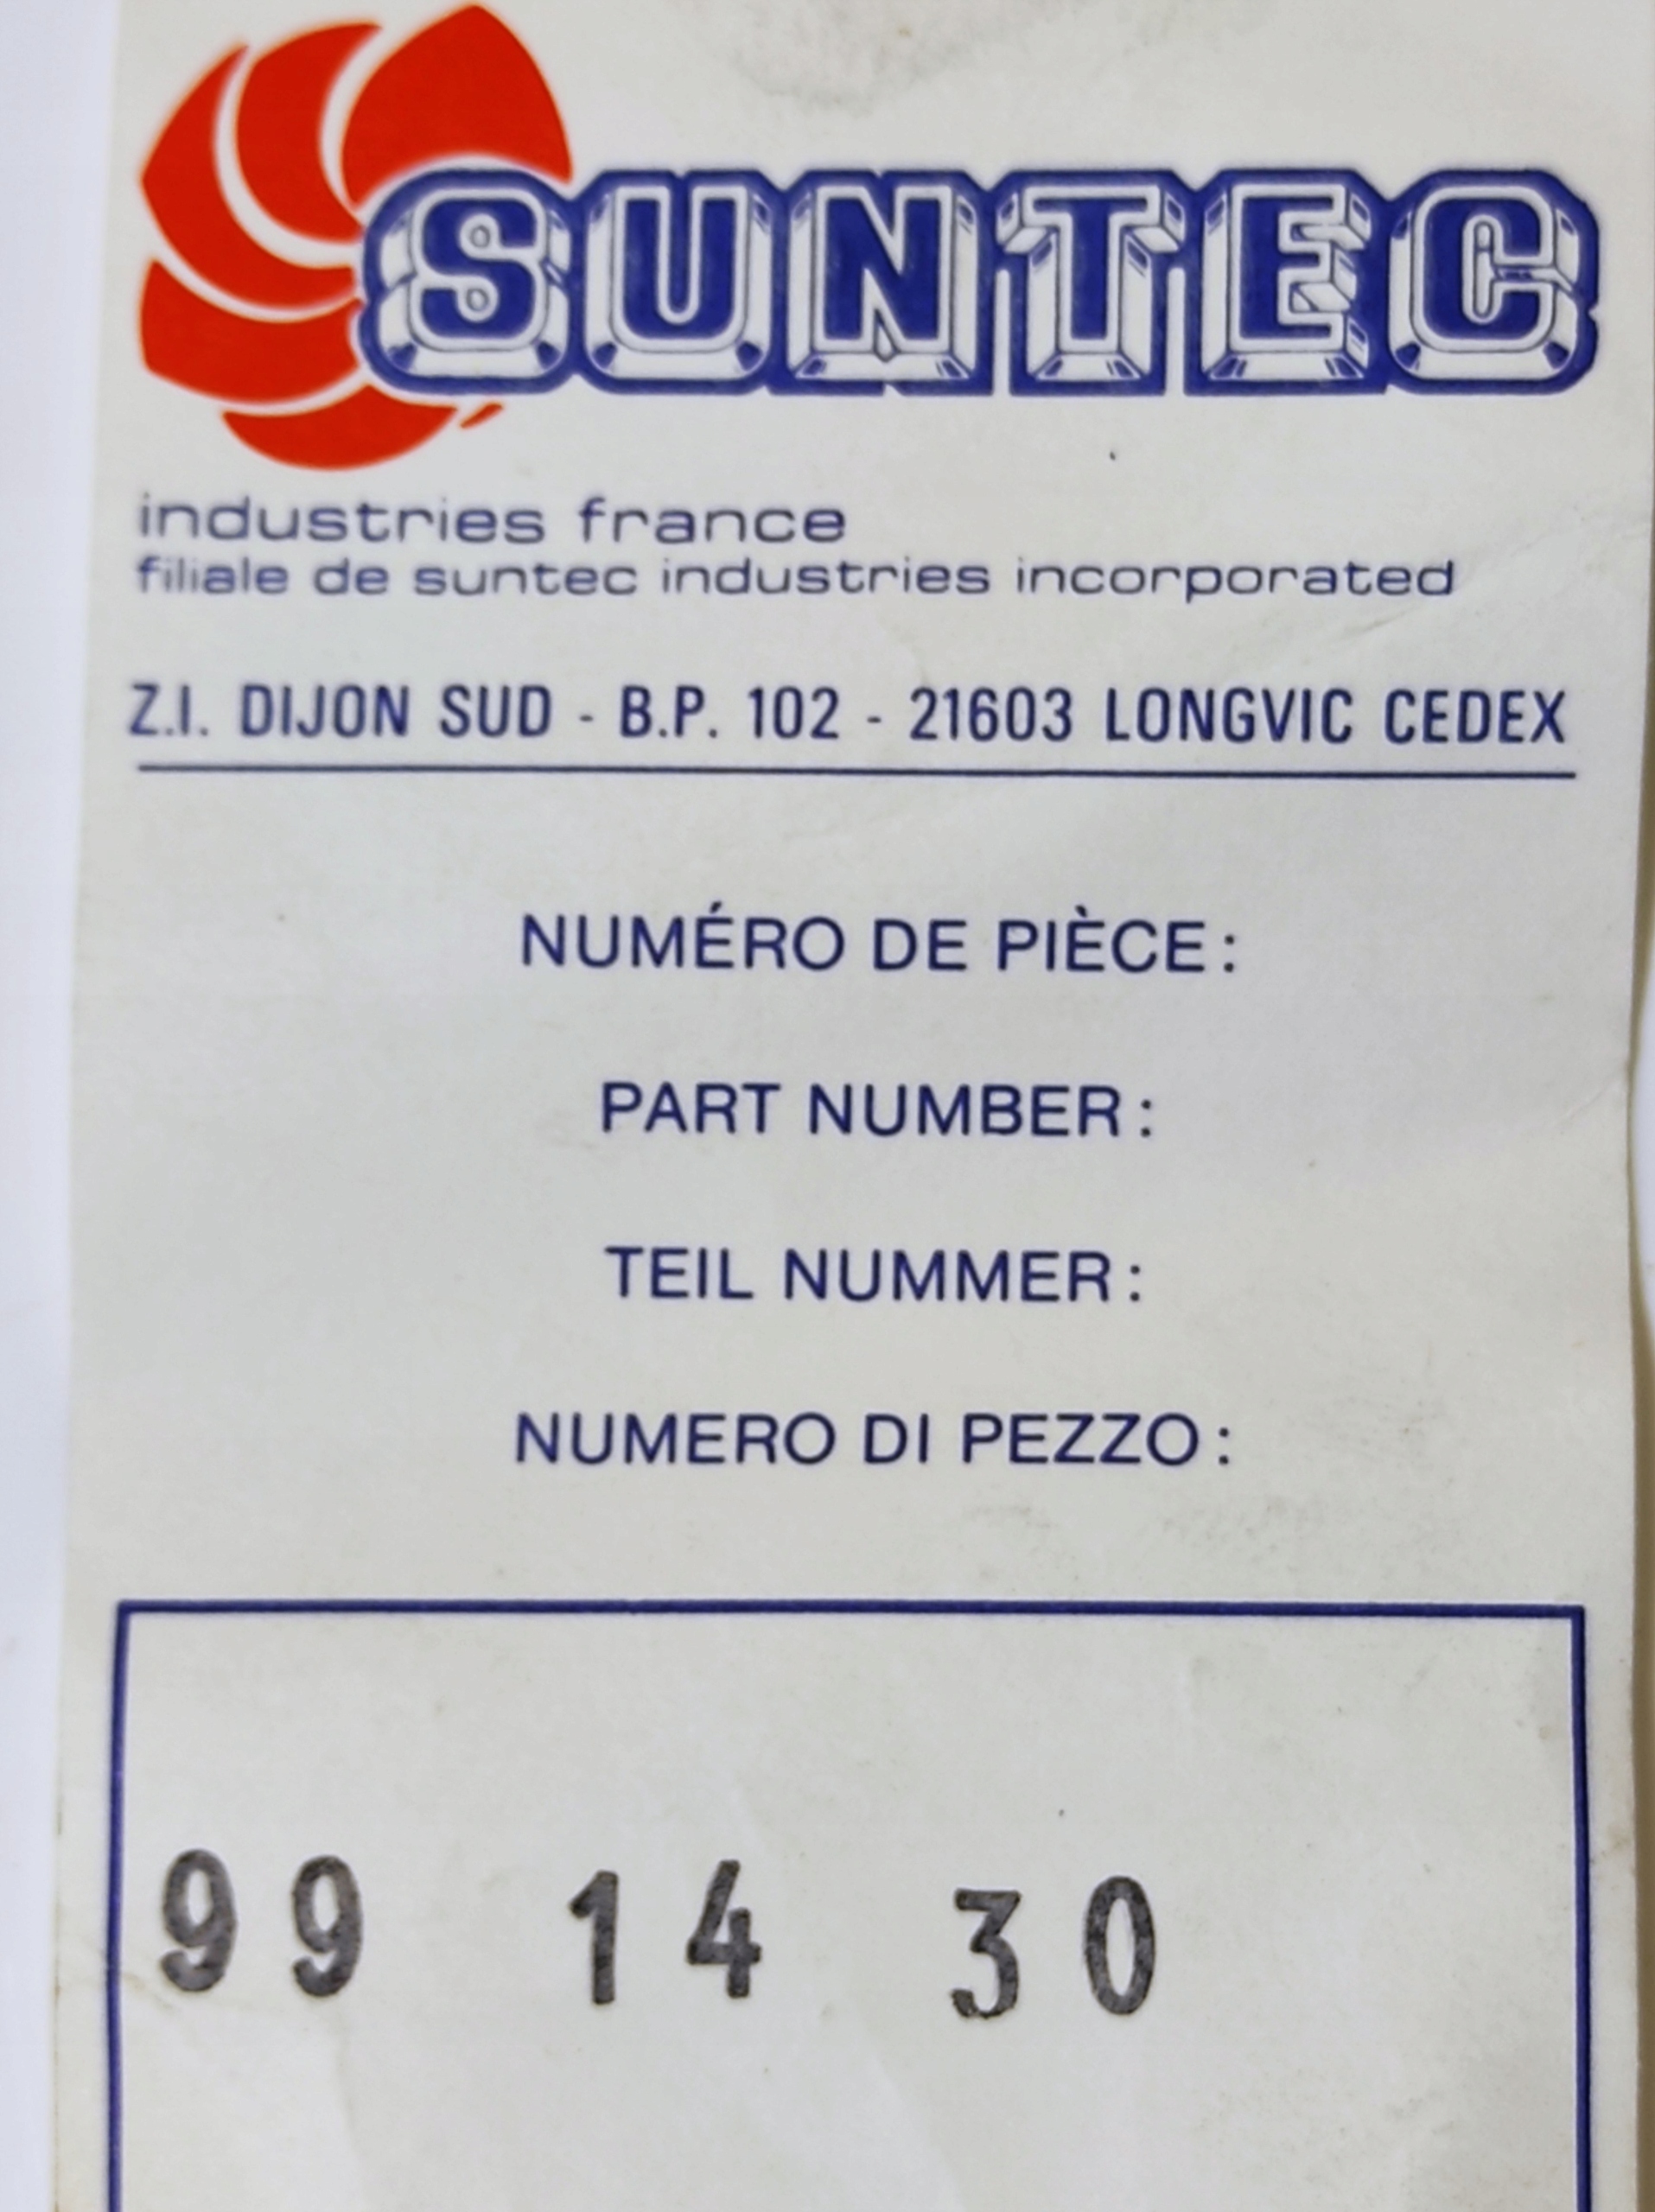 SUNTEC
industries france
filiale de suntec industries incorporated
Z.I. DIJON SUD - B.P. 102 - 21603 LONGVIC CEDEX
NUMÉRO DE PIÈCE :
PART NUMBER :
TEIL NUMMER :
NUMERO DI PEZZO :
99 14 30